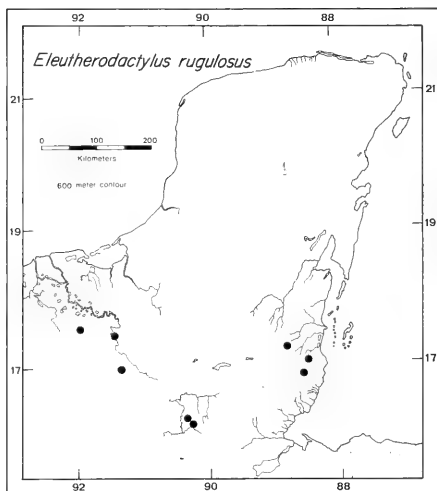 92 90 88
Eleutherodactylus rugulosus
21 21
0 100 200
Kilometers
600 meter contour
19 19
17 17
92 90 88